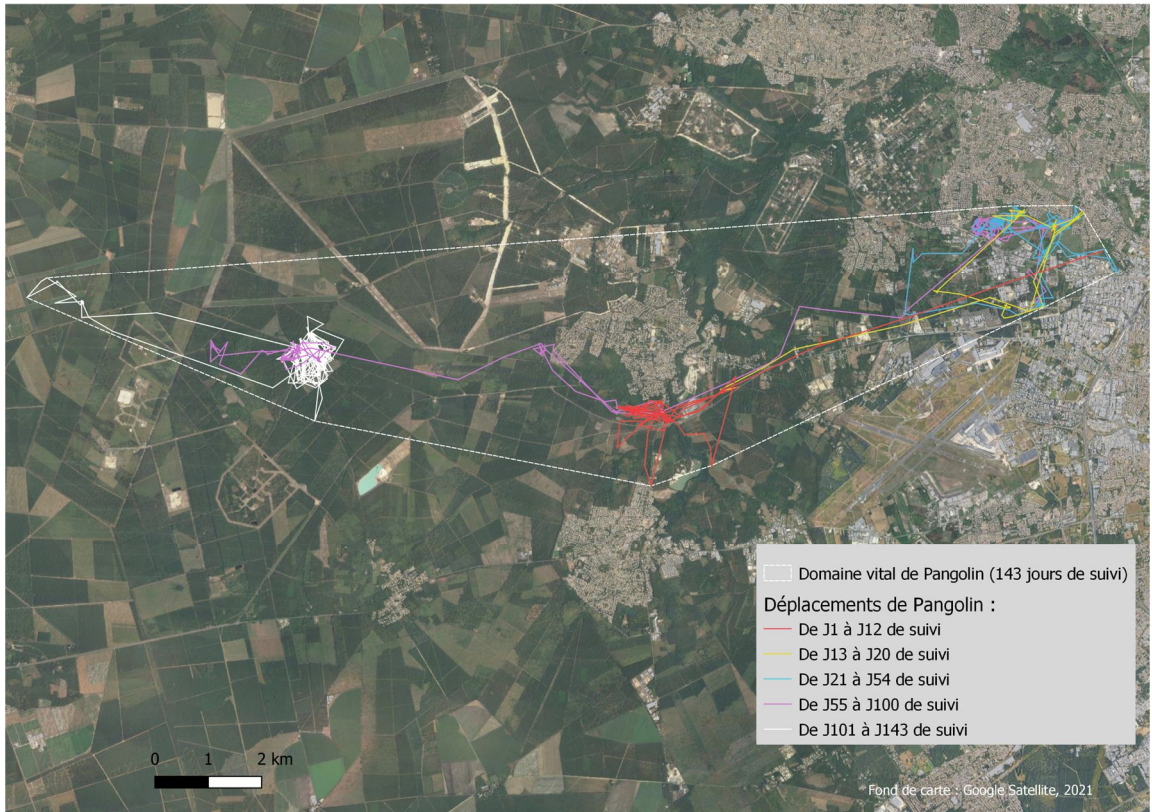 Domaine vital de Pangolin (143 jours de suivi)
Déplacements de Pangolin :
De J1 à J12 de suivi
De J13 à J20 de suivi
De J21 à J54 de suivi
De J55 à J100 de suivi
De J101 à J143 de suivi
0 1 2 km
Fond de carte : Google Satellite, 2021